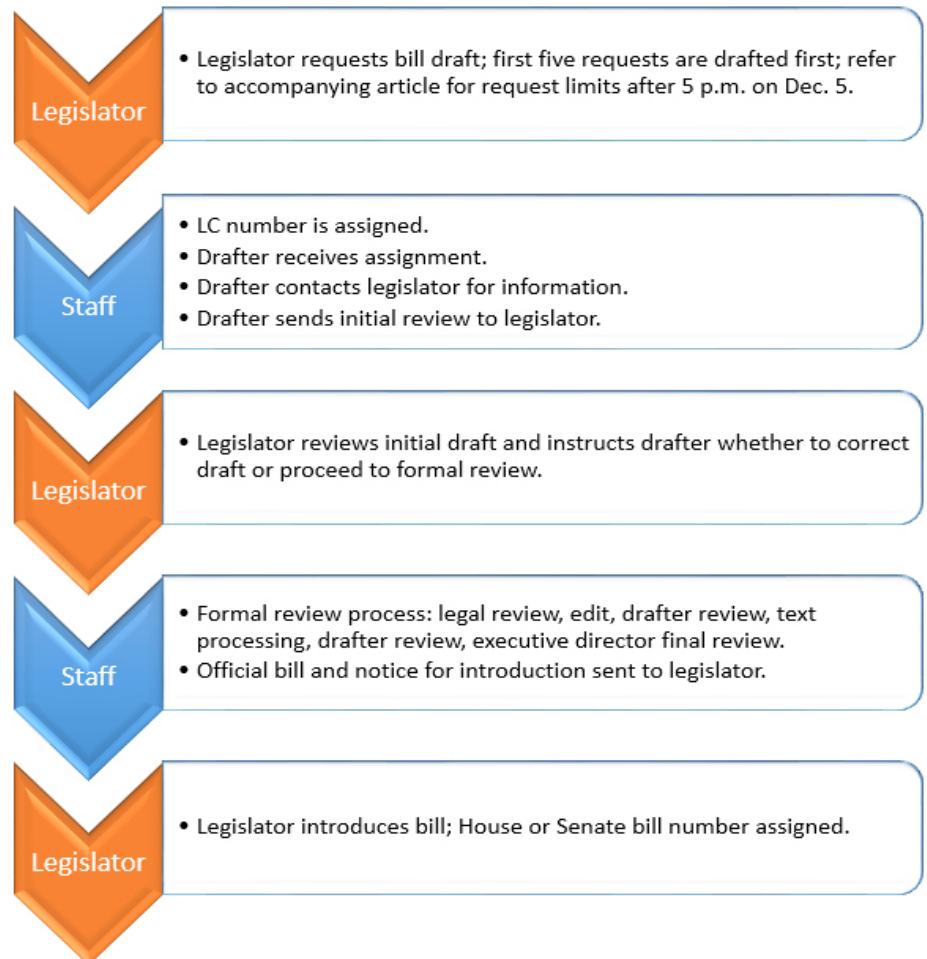 Legislator
• Legislator requests bill draft; first five requests are drafted first; refer
to accompanying article for request limits after 5 p.m. on Dec. 5.
Staff
• LC number is assigned.
• Drafter receives assignment.
• Drafter contacts legislator for information.
• Drafter sends initial review to legislator.
Legislator
• Legislator reviews initial draft and instructs drafter whether to correct
draft or proceed to formal review.
Staff
• Formal review process: legal review, edit, drafter review, text
processing, drafter review, executive director final review.
• Official bill and notice for introduction sent to legislator.
Legislator
• Legislator introduces bill; House or Senate bill number assigned.